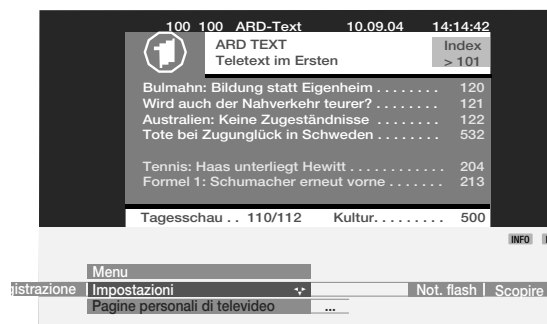 100 100 ARD-Text 10.09.04 14:14:42
ARD TEXT Index
Teletext im Ersten > 101
Bulmahn: Bildung statt Eigenheim . . . . . . . . 120
Wird auch der Nahverkehr teurer? . . . . . . . . 121
Australien: Keine Zugeständnisse . . . . . . . . 122
Tote bei Zugunglück in Schweden . . . . . . . . 532
Tennis: Haas unterliegt Hewitt . . . . . . . . . . . . 204
Formel 1: Schumacher erneut vorne . . . . . . . 213
Tagesschau . . 110/112 Kultur. . . . . . . . . 500
INFO
Menu
gistrazione Impostazioni Not. flash Scopire
Pagine personali di televideo ...